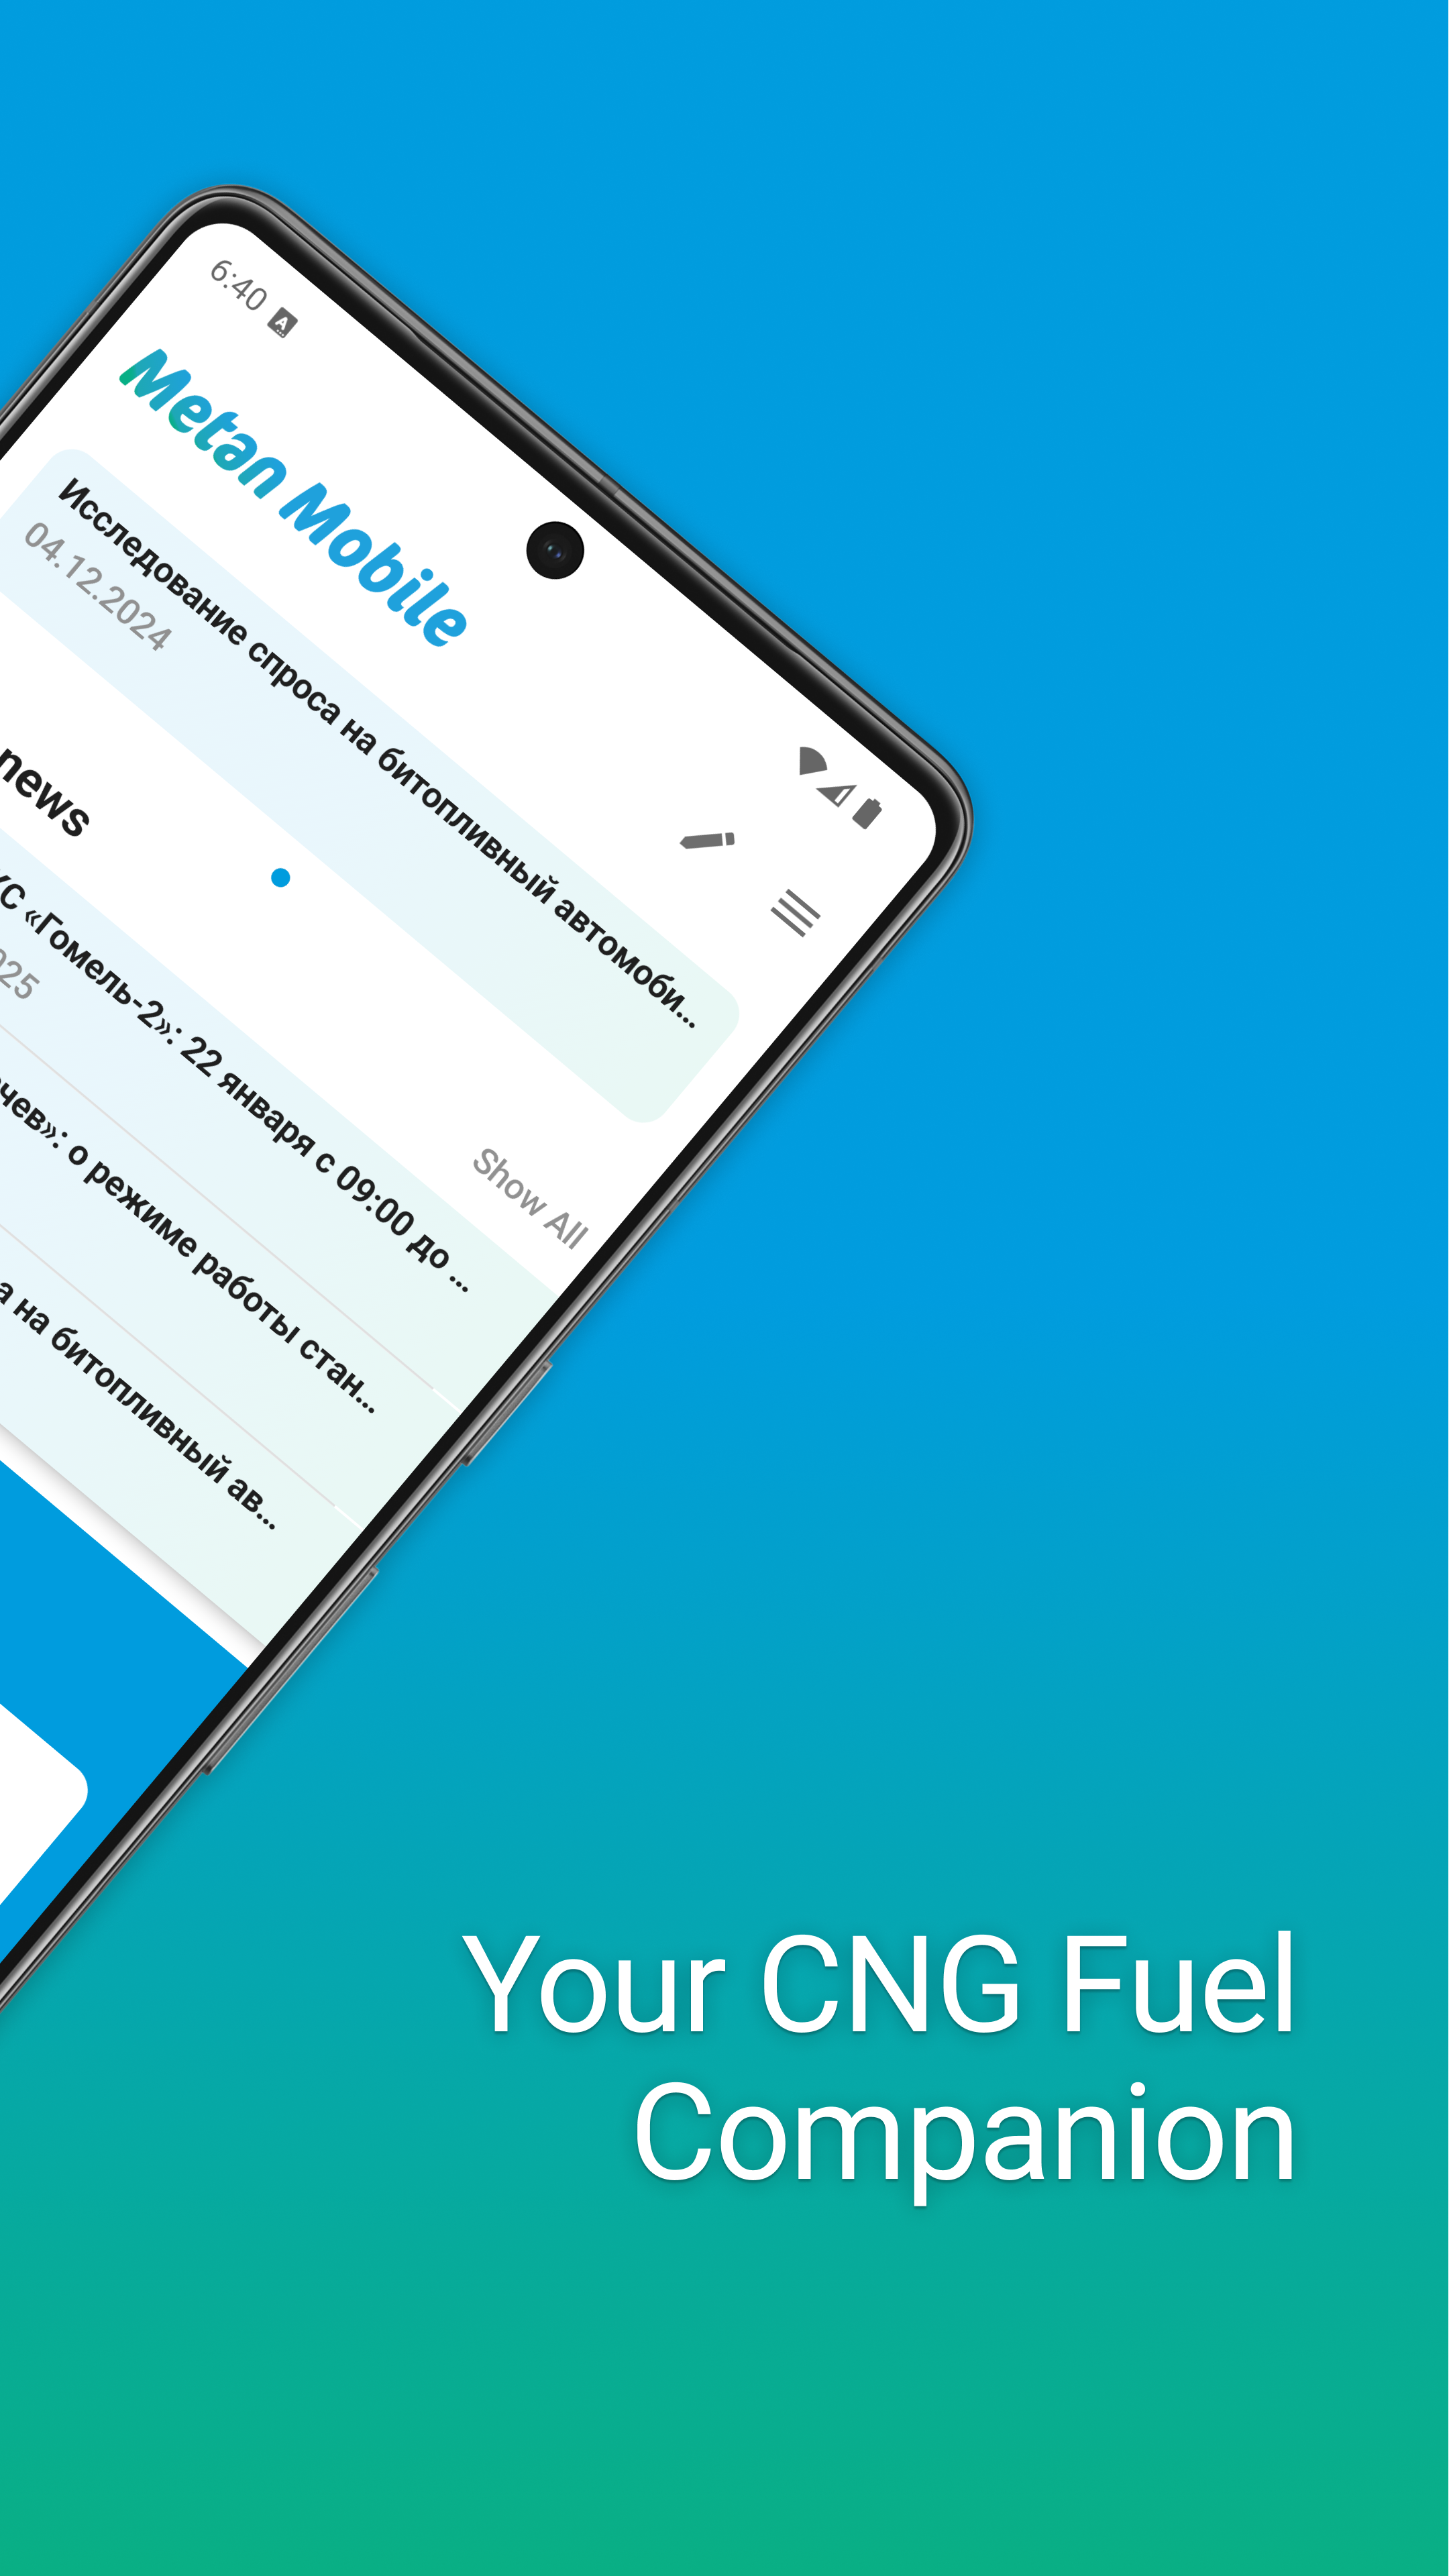 6:40
Metan Mobile
Исследование спроса на битопливный автомоби...
04.12.2024
news
Show All
«Гомель-2»: 22 января с 09:00 до ...
о режиме работы стан...
на битопливный ав...
Your CNG Fuel
Companion